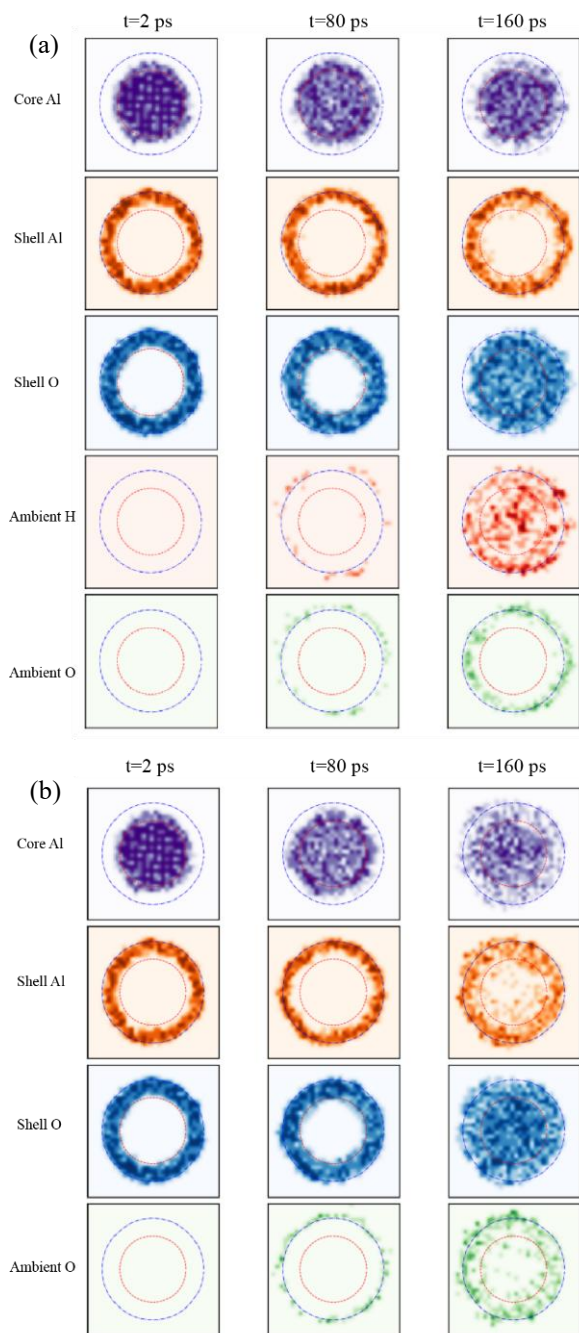 (a)
t=2 ps t=80 ps t=160 ps
Core Al
Shell Al
Shell O
Ambient H
Ambient O
(b)
t=2 ps t=80 ps t=160 ps
Core Al
Shell Al
Shell O
Ambient O